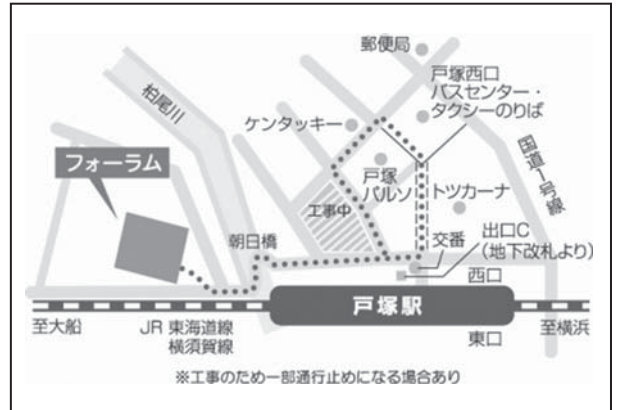 郵便局
戸塚西口
バスセンター・
タクシーのりば
柏尾川
ケンタッキー
国道1号線
フォーラム
戸塚
パルソ
トツカーナ
工事中
朝日橋
交番
出口C
(地下改札より)
西口
戸塚駅
至大船
JR 東海道線
横須賀線
至横浜
東口
※工事のため一部通行止めになる場合あり